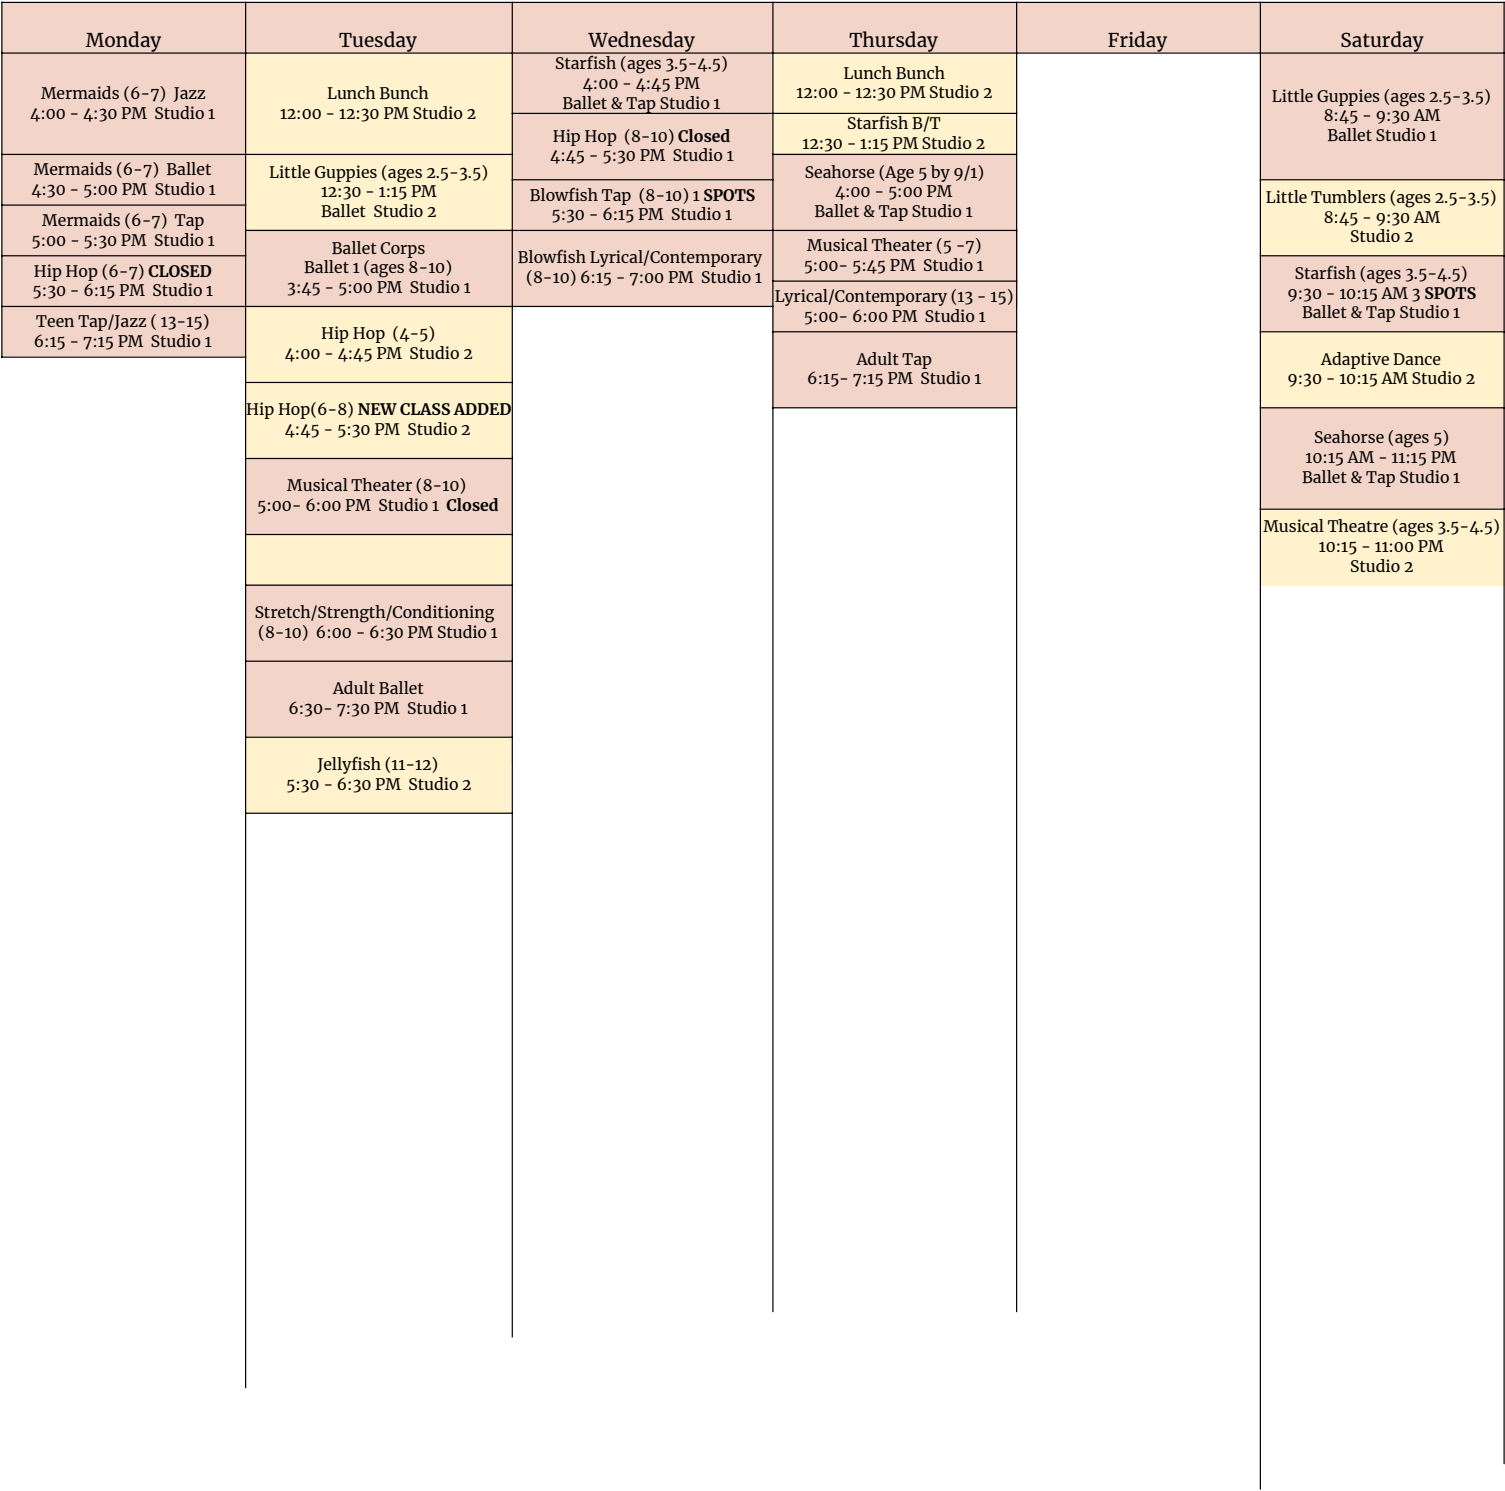 Monday
Tuesday
Wednesday
Thursday
Friday
Saturday
Mermaids (6-7) Jazz
4:00 - 4:30 PM Studio 1
Mermaids (6-7) Ballet
4:30 - 5:00 PM Studio 1
Mermaids (6-7) Tap
5:00 - 5:30 PM Studio 1
Hip Hop (6-7) CLOSED
5:30 - 6:15 PM Studio 1
Teen Tap/Jazz ( 13-15)
6:15 - 7:15 PM Studio 1
Lunch Bunch
12:00 - 12:30 PM Studio 2
Little Guppies (ages 2.5-3.5)
12:30 - 1:15 PM
Ballet Studio 2
Ballet Corps
Ballet 1 (ages 8-10)
3:45 - 5:00 PM Studio 1
Hip Hop (4-5)
4:00 - 4:45 PM Studio 2
Hip Hop(6-8) NEW CLASS ADDED
4:45 - 5:30 PM Studio 2
Musical Theater (8-10)
5:00- 6:00 PM Studio 1 Closed
Stretch/Strength/Conditioning
(8-10) 6:00 - 6:30 PM Studio 1
Adult Ballet
6:30- 7:30 PM Studio 1
Jellyfish (11-12)
5:30 - 6:30 PM Studio 2
Starfish (ages 3.5-4.5)
4:00 - 4:45 PM
Ballet & Tap Studio 1
Hip Hop (8-10) Closed
4:45 - 5:30 PM Studio 1
Blowfish Tap (8-10) 1 SPOTS
5:30 - 6:15 PM Studio 1
Blowfish Lyrical/Contemporary
(8-10) 6:15 - 7:00 PM Studio 1
Lunch Bunch
12:00 - 12:30 PM Studio 2
Starfish B/T
12:30 - 1:15 PM Studio 2
Seahorse (Age 5 by 9/1)
4:00 - 5:00 PM
Ballet & Tap Studio 1
Musical Theater (5 -7)
5:00- 5:45 PM Studio 1
Lyrical/Contemporary (13 - 15)
5:00- 6:00 PM Studio 1
Adult Tap
6:15- 7:15 PM Studio 1
Little Guppies (ages 2.5-3.5)
8:45 - 9:30 AM
Ballet Studio 1
Little Tumblers (ages 2.5-3.5)
8:45 - 9:30 AM
Studio 2
Starfish (ages 3.5-4.5)
9:30 - 10:15 AM 3 SPOTS
Ballet & Tap Studio 1
Adaptive Dance
9:30 - 10:15 AM Studio 2
Seahorse (ages 5)
10:15 AM - 11:15 PM
Ballet & Tap Studio 1
Musical Theatre (ages 3.5-4.5)
10:15 - 11:00 PM
Studio 2